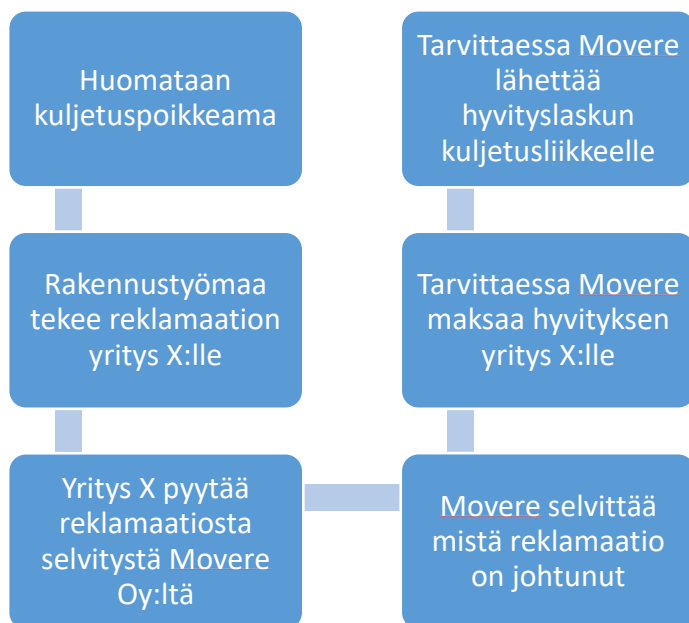 Huomataan
kuljetuspoikkeama
Rakennustyömaa
tekee reklamaation
yritys X:lle
Yritys X pyytää
reklamaatiosta
selvitystä Movere
Oy:ltä
Movere selvittää
mistä reklamaatio
on johtunut
Tarvittaessa Movere
maksaa hyvityksen
yritys X:lle
Tarvittaessa Movere
lähettää
hyvityslaskun
kuljetusliikkeelle